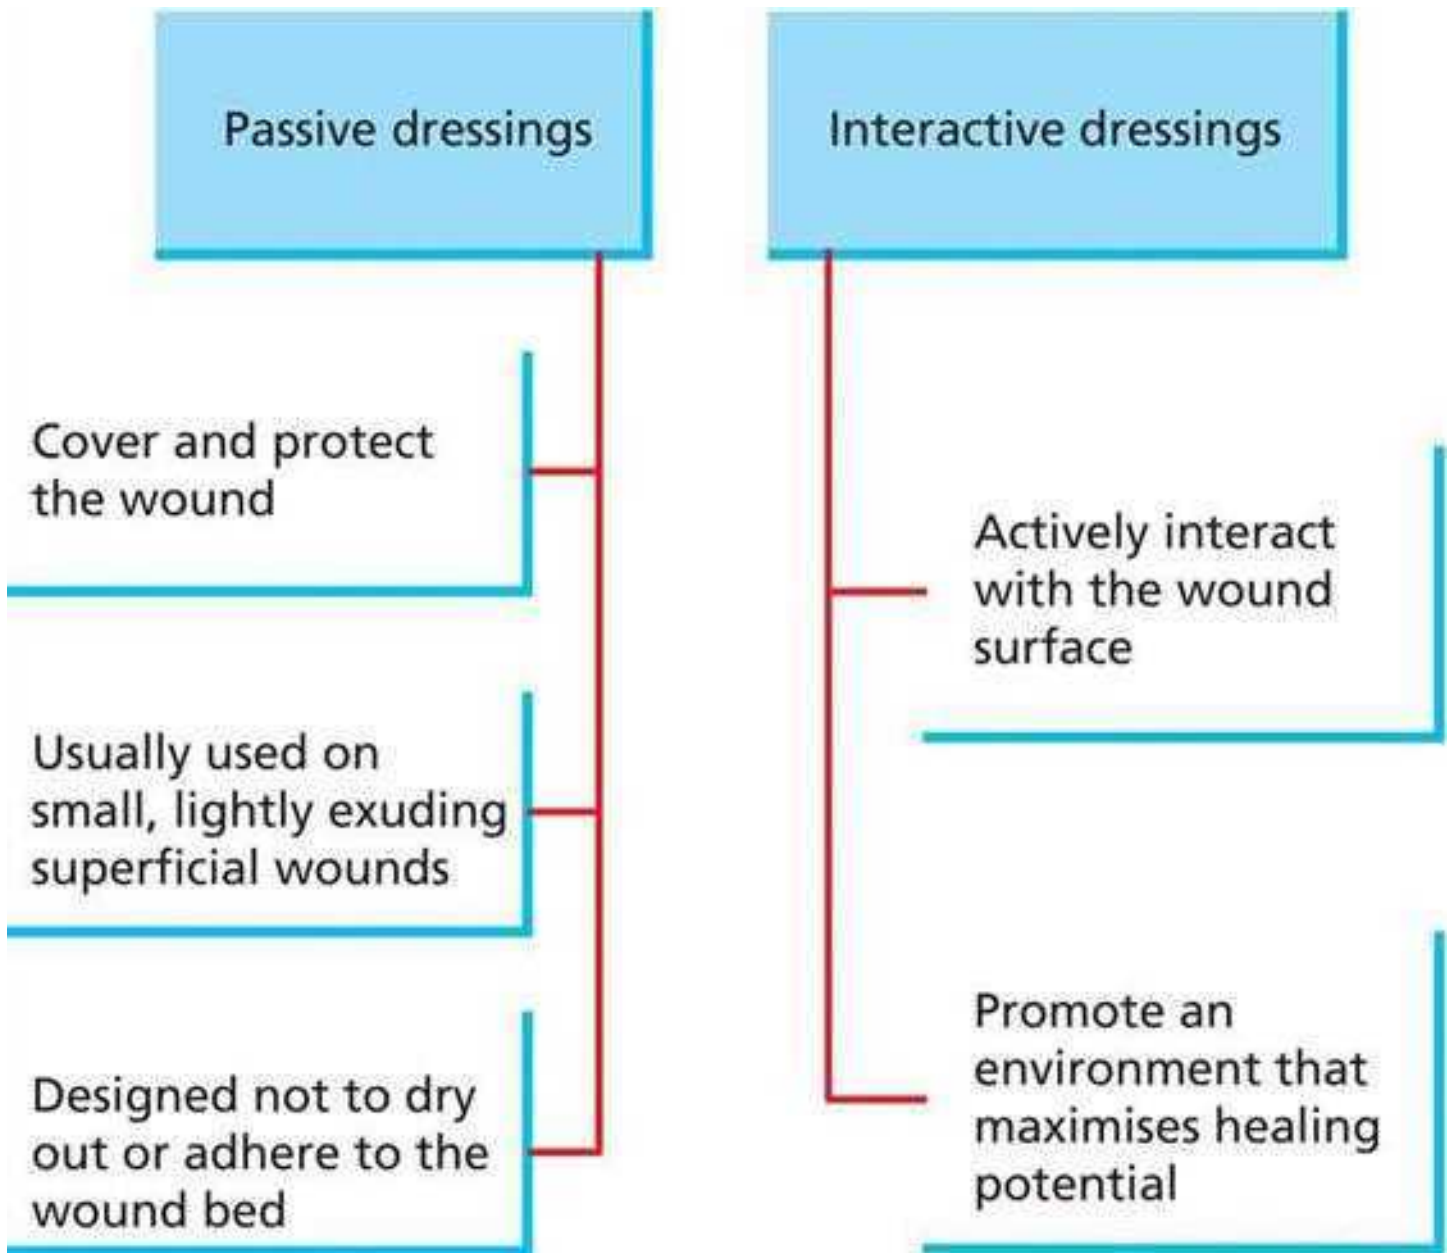 Passive dressings
Cover and protect
the wound
Usually used on
small, lightly exuding
superficial wounds
Designed not to dry
out or adhere to the
wound bed
Interactive dressings
Actively interact
with the wound
surface
Promote an
environment that
maximises healing
potential